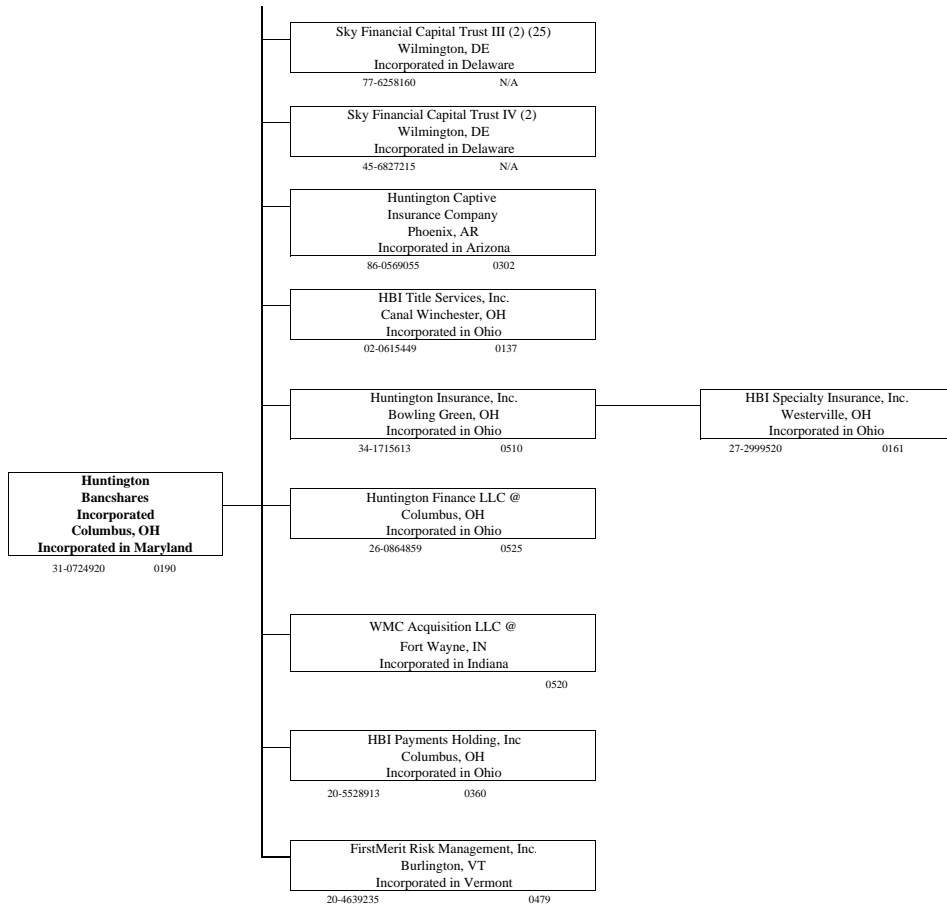 Sky Financial Capital Trust III (2) (25)
Wilmington, DE
Incorporated in Delaware
77-6258160 N/A
Sky Financial Capital Trust IV (2)
Wilmington, DE
Incorporated in Delaware
45-6827215 N/A
Huntington Captive
Insurance Company
Phoenix, AR
Incorporated in Arizona
86-0569055 0302
HBI Title Services, Inc.
Canal Winchester, OH
Incorporated in Ohio
02-0615449 0137
Huntington Insurance, Inc.
Bowling Green, OH
Incorporated in Ohio
34-1715613 0510
HBI Specialty Insurance, Inc.
Westerville, OH
Incorporated in Ohio
27-2999520 0161
Huntington
Bancshares
Incorporated
Columbus, OH
Incorporated in Maryland
31-0724920 0190
Huntington Finance LLC @
Columbus, OH
Incorporated in Ohio
26-0864859 0525
WMC Acquisition LLC @
Fort Wayne, IN
Incorporated in Indiana
0520
HBI Payments Holding, Inc
Columbus, OH
Incorporated in Ohio
20-5528913 0360
FirstMerit Risk Management, Inc.
Burlington, VT
Incorporated in Vermont
20-4639235 0479